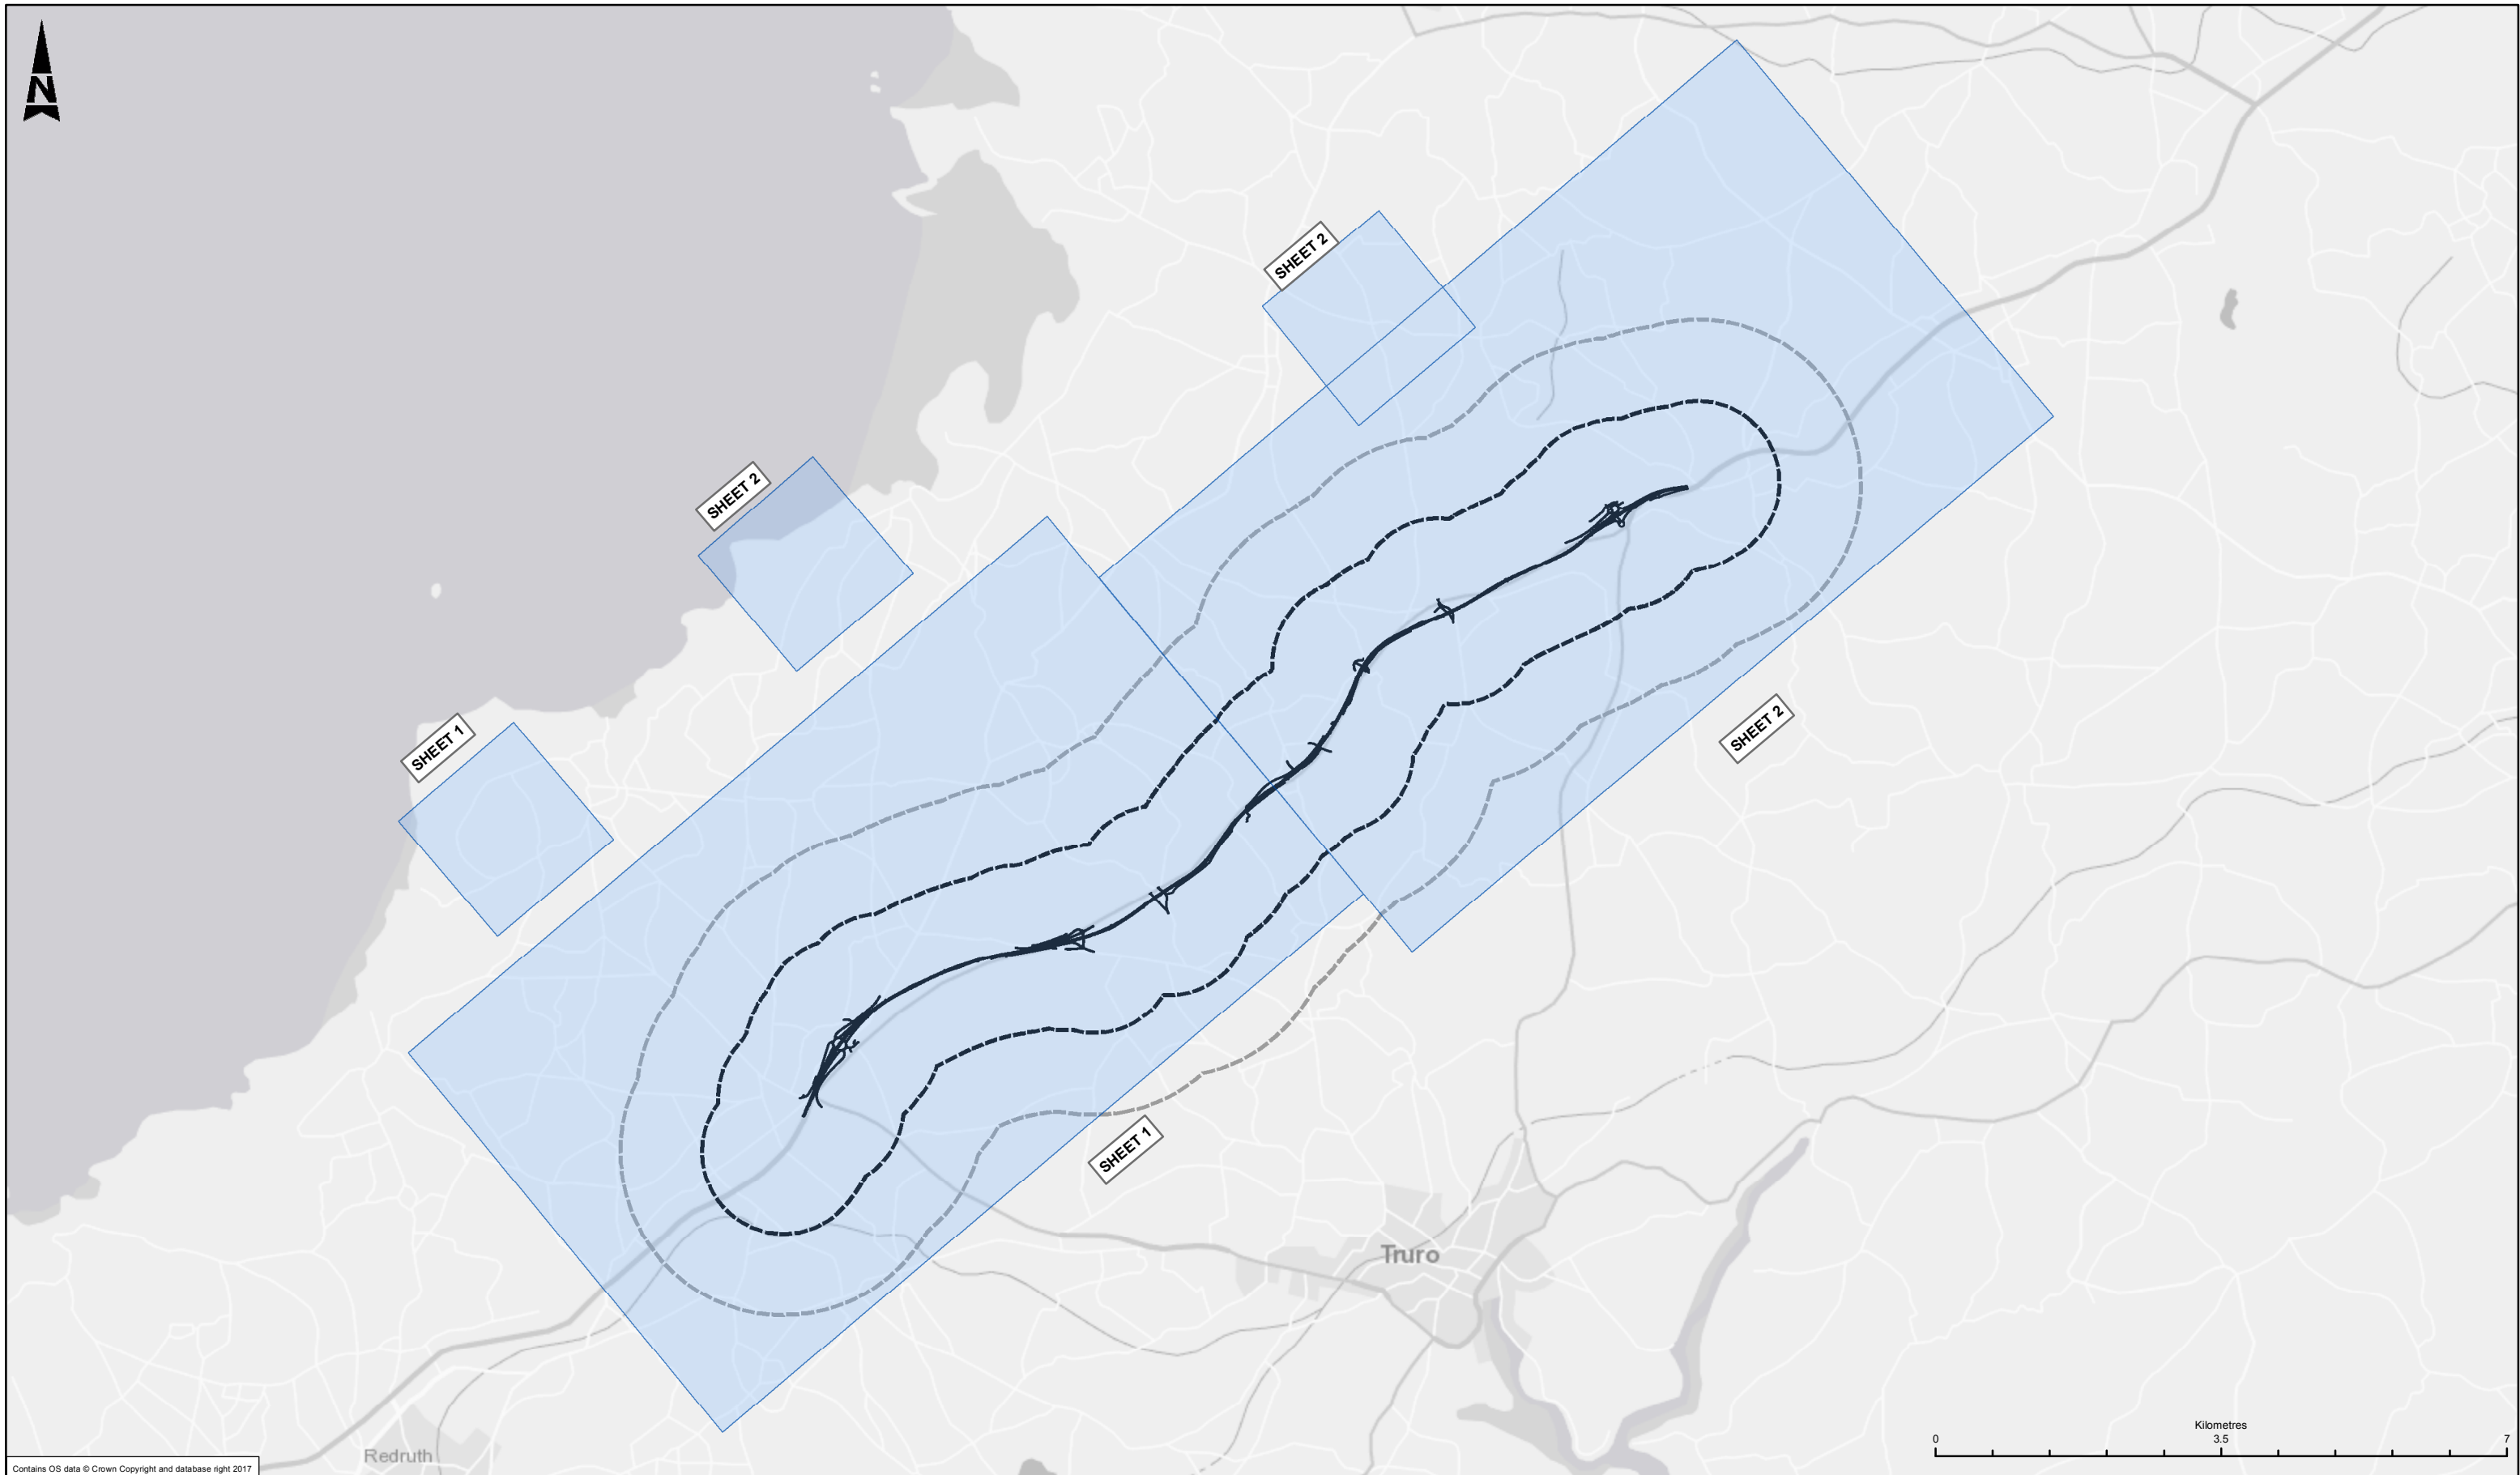 N
SHEET 2
SHEET 2
SHEET 1
SHEET 2
SHEET 1
Truro
Redruth
Kilometres
0 3.5 7
Contains OS data © Crown Copyright and database right 2017